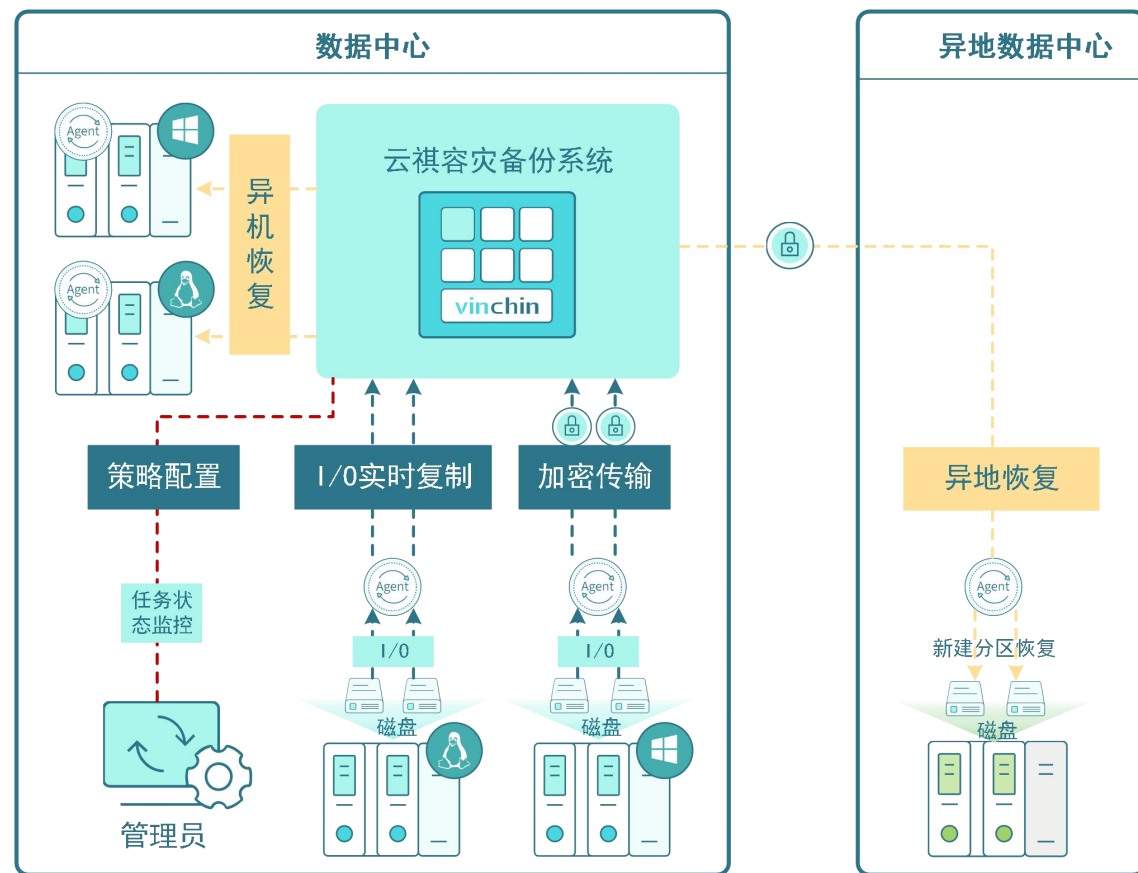 数据中心
异地数据中心
Agent
云祺容灾备份系统
异
机
恢
复
vinchin
Agent
策略配置
I/O实时复制
加密传输
异地恢复
Agent
Agent
Agent
任务状
态监控
I/O
I/O
新建分区恢复
磁盘
磁盘
磁盘
管理员